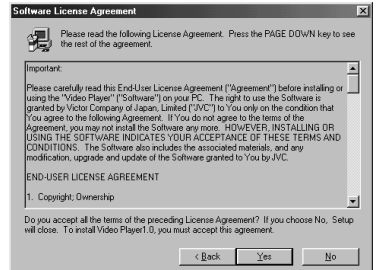 Software License Agreement
Please read the following License Agreement. Press the PAGE DOWN key to see
the rest of the agreement.
Important:
Please carefully read this End-User License Agreement ("Agreement") before installing or
using the "Video Player" ("Software") on your PC. The right to use the Software is
granted by Victor Company of Japan, Limited ("JVC") to You only on the condition that
You agree to the following Agreement. If You do not agree to the terms of the
Agreement, you may not install the Software any more. HOWEVER, INSTALLING OR
USING THE SOFTWARE INDICATES YOUR ACCEPTANCE OF THESE TERMS AND
CONDITIONS. The Software also includes the associated materials, and any
modification, upgrade and update of the Software granted to You by JVC.
END-USER LICENSE AGREEMENT
1. Copyright; Ownership
Do you accept all the terms of the preceding License Agreement? If you choose No, Setup
will close. To install Video Player1.0, you must accept this agreement.
< Back Yes No